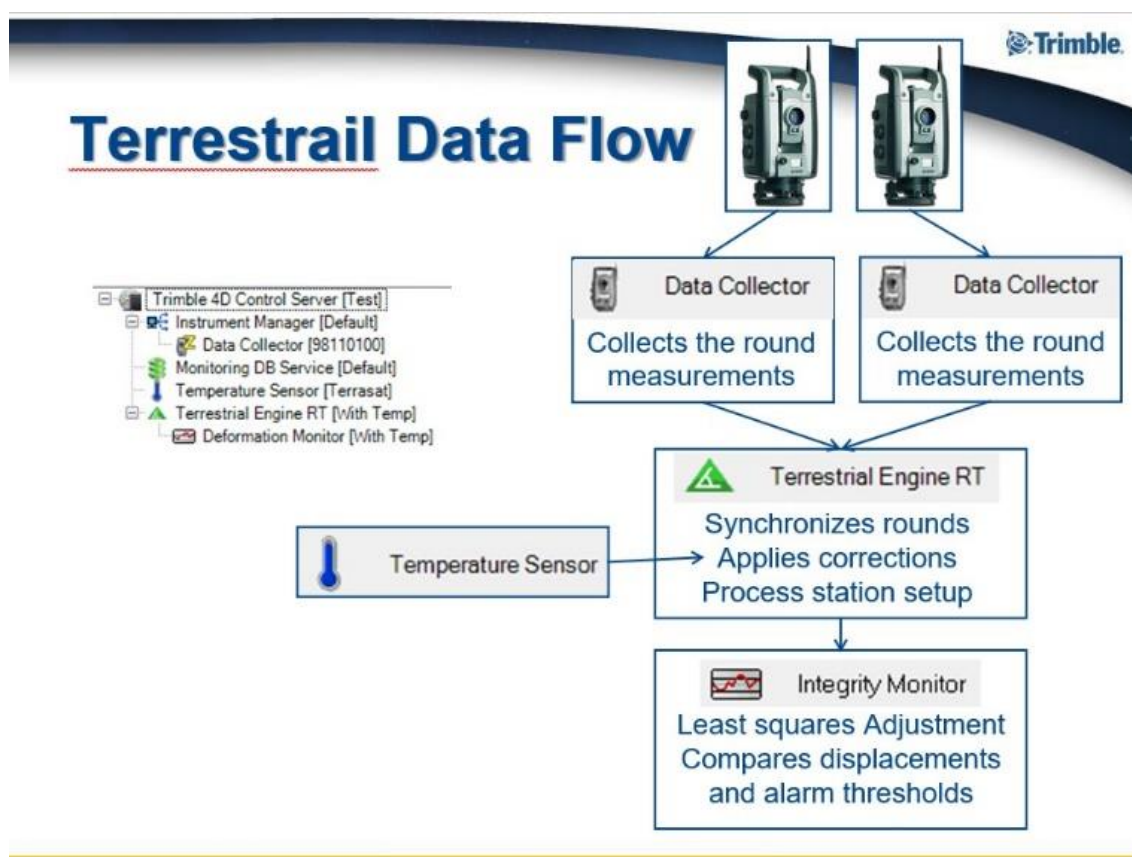 Trimble.
Terrestrail Data Flow
Trimble 4D Control Server [Test]
Instrument Manager [Default]
Data Collector [98110100]
Monitoring DB Service [Default]
Temperature Sensor [Terrasat]
Terrestrial Engine RT [With Temp]
Deformation Monitor [With Temp]
Data Collector
Collects the round
measurements
Data Collector
Collects the round
measurements
Terrestrial Engine RT
Synchronizes rounds
Applies corrections
Process station setup
Temperature Sensor
Integrity Monitor
Least squares Adjustment
Compares displacements
and alarm thresholds